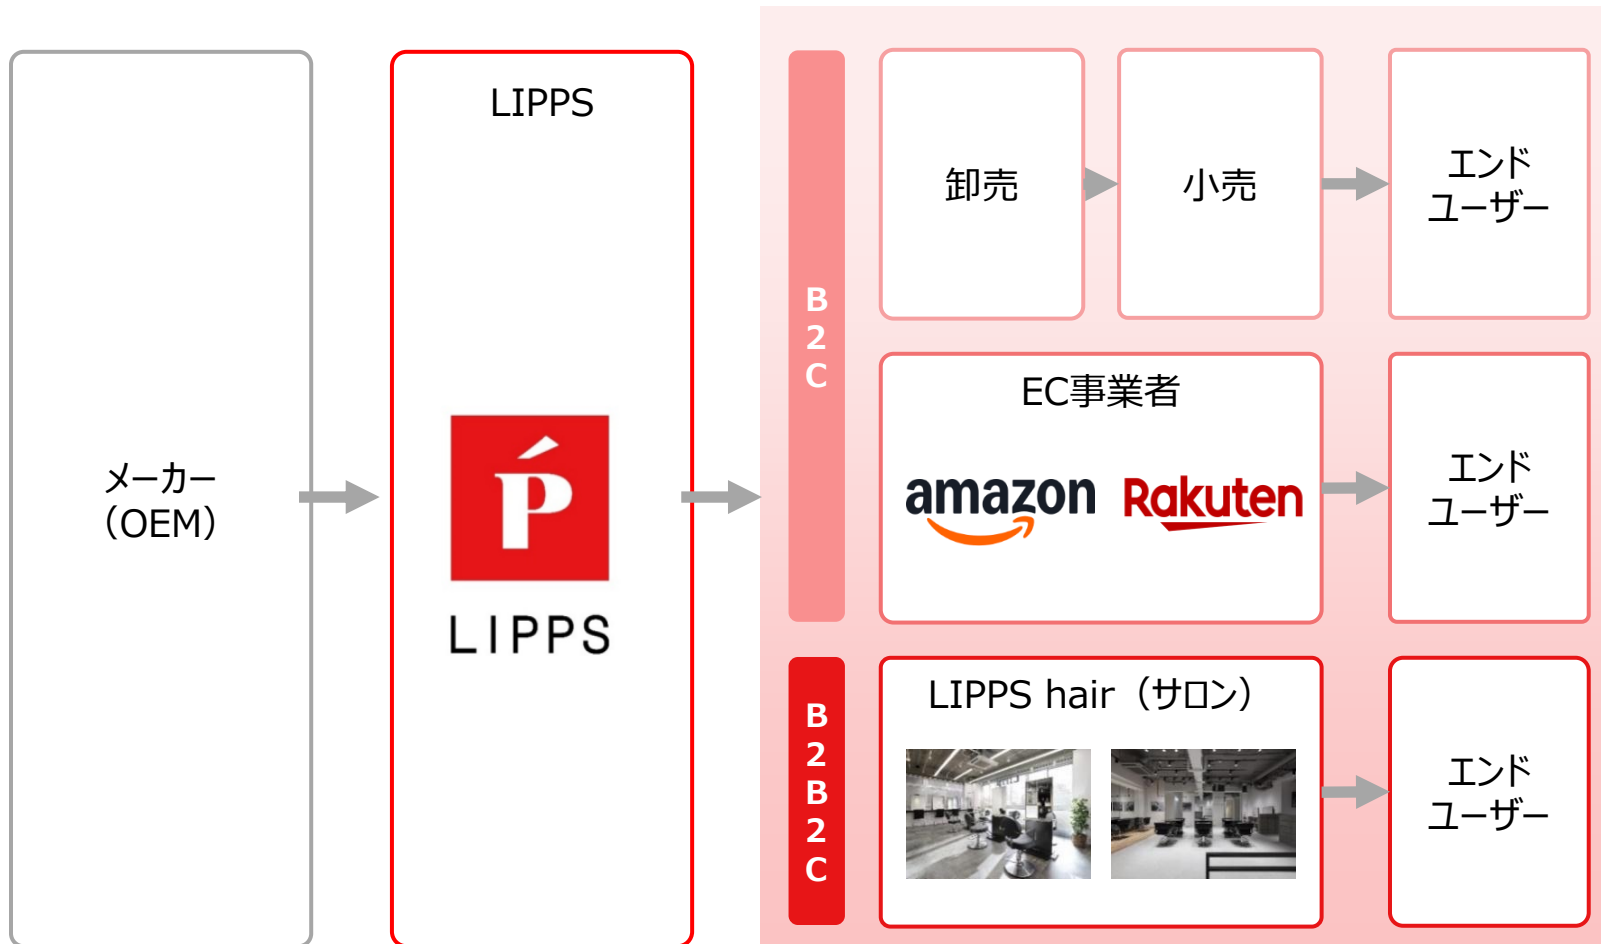 メーカー
（OEM）
LIPPS
P
LIPPS
B
2
C
卸売
小売
エンド
ユーザー
EC事業者
amazon
Rakuten
エンド
ユーザー
B
2
B
2
C
LIPPS hair（サロン）
エンド
ユーザー